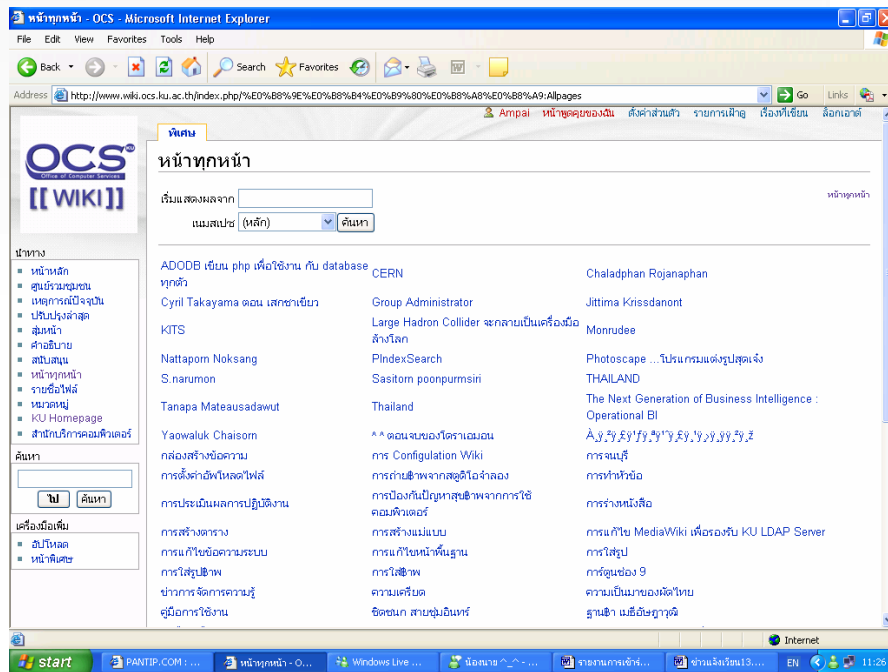 หน้าทุกหน้า - OCS - Microsoft Internet Explorer
File Edit View Favorites Tools Help
Back Search Favorites
Address http://www.wiki.ocs.ku.ac.th/index.php/%E0%B8%9E%E0%B8%B4%E0%B9%80%E0%B8%A8%E0%B8%A9:Allpages Go Links
Ampai หน้าพูดคุยของฉัน ตั้งค่าส่วนตัว รายการเฝ้าดู เรื่องที่เขียน ล็อกเอาต์
พิเศษ
OCS KU
Office of Computer Services
[[ WIKI ]]
หน้าทุกหน้า
เริ่มแสดงผลจาก
หน้าทุกหน้า
เนมสเปซ (หลัก) ค้นหา
นำทาง
หน้าหลัก
ศูนย์รวมชุมชน
เหตุการณ์ปัจจุบัน
ปรับปรุงล่าสุด
สุ่มหน้า
คำอธิบาย
สนับสนุน
หน้าทุกหน้า
รายชื่อไฟล์
หมวดหมู่
KU Homepage
สำนักบริการคอมพิวเตอร์
ค้นหา
ไป ค้นหา
เครื่องมือเพิ่ม
อัปโหลด
หน้าพิเศษ
ADODB เขียน php เพื่อใช้งาน กับ database ทุกตัว
CERN
Chaladphan Rojanaphan
Cyril Takayama ตอน เสกชาเขียว
Group Administrator
Jittima Krissdanont
KITS
Large Hadron Collider จะกลายเป็นเครื่องมือ
ล้างโลก
Monrudee
Nattaporn Noksang
PIndexSearch
Photoscape ...โปรแกรมแต่งรูปสุดเจ๋ง
S.narumon
Sasitorn poonpurmsiri
THAILAND
Tanapa Mateausadawut
Thailand
The Next Generation of Business Intelligence :
Operational BI
Yaowaluk Chaisorn
^ ^ ตอนจบของโดราเอมอน
กล่องสร้างข้อความ
การ Configulation Wiki
การจนบุรี
การตั้งค่าอัพโหลดไฟล์
การถ่ายภาพจากสตูดิโอจำลอง
การทำหัวข้อ
การประเมินผลการปฏิบัติงาน
การป้องกันปัญหาสุขภาพจากการใช้
คอมพิวเตอร์
การร่างหนังสือ
การสร้างตาราง
การสร้างแม่แบบ
การแก้ไข MediaWiki เพื่อรองรับ KU LDAP Server
การแก้ไขข้อความระบบ
การแก้ไขหน้าพื้นฐาน
การใส่รูป
การใส่รูปภาพ
การใส่ภาพ
การ์ตูนช่อง 9
ข่าวการจัดการความรู้
ความเครียด
ความเป็นมาของผัดไทย
คู่มือการใช้งาน
ชิดชนก สายชุ่มอินทร์
ฐานภา เมธีอัษฎาวุฒิ
Internet
start PANTIP.COM : ... หน้าทุกหน้า - O... Windows Live ... น้องนาย ^_^ - ... รายงานการเข้าร่... ข่าวแจ้งเวียน13.... EN 11:26